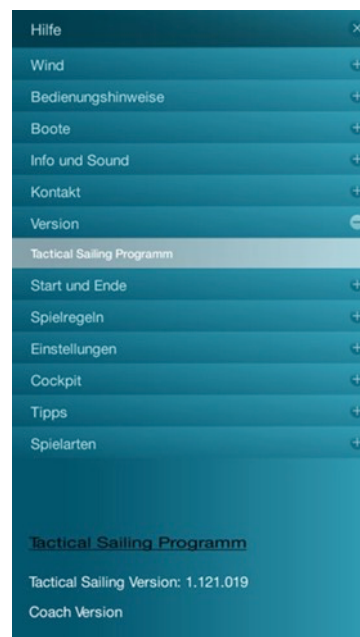 Hilfe
Wind
Bedienungshinweise
Boote
Info und Sound
Kontakt
Version
Tactical Sailing Programm
Start und Ende
Spielregeln
Einstellungen
Cockpit
Tipps
Spielarten
Tactical Sailing Programm
Tactical Sailing Version: 1.121.019
Coach Version